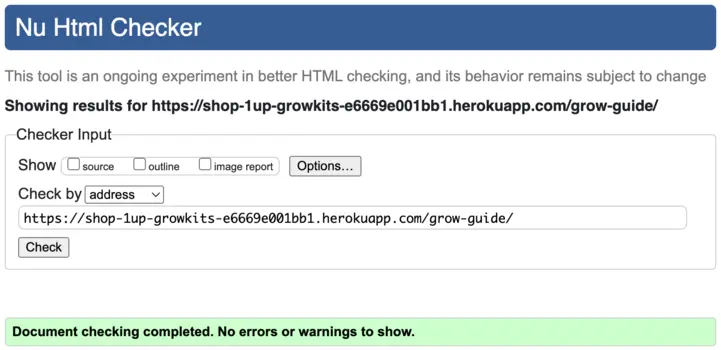 Nu Html Checker
This tool is an ongoing experiment in better HTML checking, and its behavior remains subject to change
Showing results for https://shop-1up-growkits-e6669e001bb1.herokuapp.com/grow-guide/
Checker Input
Show source outline image report Options...
Check by address
https://shop-1up-growkits-e6669e001bb1.herokuapp.com/grow-guide/
Check
Document checking completed. No errors or warnings to show.